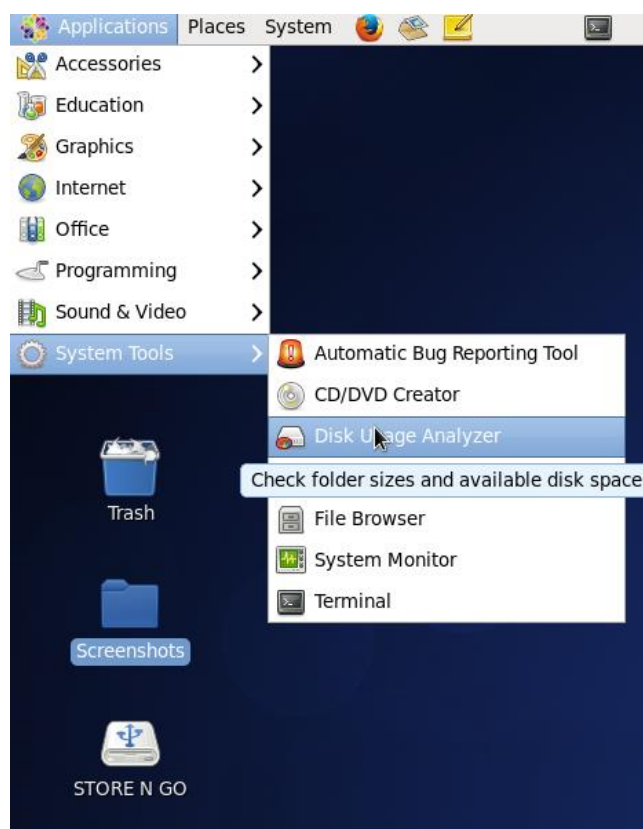 Applications Places System
Accessories
Education
Graphics
Internet
Office
Programming
Sound & Video
System Tools
Automatic Bug Reporting Tool
CD/DVD Creator
Disk Usage Analyzer
Check folder sizes and available disk space
File Browser
System Monitor
Terminal
Trash
Screenshots
STORE N GO